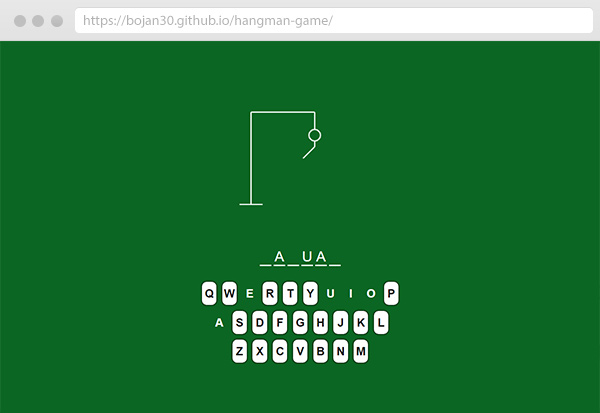 https://bojan30.github.io/hangman-game/
_ A _ U A _
Q W E R T Y U I O P
A S D F G H J K L
Z X C V B N M